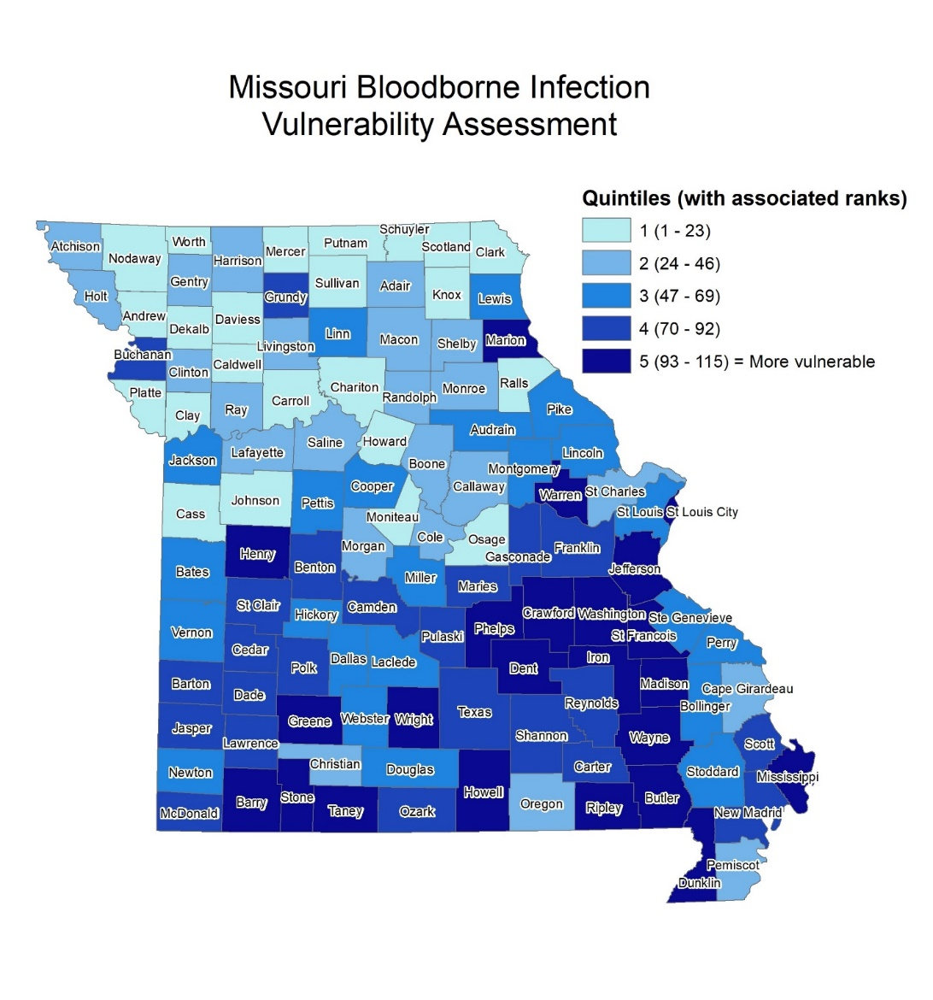 Missouri Bloodborne Infection
Vulnerability Assessment
Quintiles (with associated ranks)
1 (1 - 23)
2 (24 - 46)
3 (47 - 69)
4 (70 - 92)
5 (93 - 115) = More vulnerable
Atchison
Nodaway
Worth
Harrison
Mercer
Putnam
Schuyler
Scotland
Clark
Holt
Gentry
Grundy
Sullivan
Adair
Knox
Lewis
Andrew
Dekalb
Daviess
Livingston
Linn
Macon
Shelby
Marion
Buchanan
Clinton
Caldwell
Platte
Clay
Ray
Carroll
Chariton
Randolph
Monroe
Ralls
Pike
Jackson
Lafayette
Saline
Howard
Boone
Audrain
Callaway
Montgomery
Lincoln
Cass
Johnson
Pettis
Cooper
Moniteau
Cole
Osage
Gasconade
Warren
St Charles
St Louis
St Louis City
Franklin
Jefferson
Bates
Henry
Benton
Morgan
Miller
Maries
St Clair
Hickory
Camden
Pulaski
Phelps
Crawford
Washington
St Francois
Ste Genevieve
Perry
Vernon
Cedar
Polk
Dallas
Laclede
Dent
Iron
Madison
Cape Girardeau
Bollinger
Barton
Dade
Greene
Webster
Wright
Texas
Shannon
Reynolds
Wayne
Jasper
Lawrence
Christian
Douglas
Howell
Carter
Scott
Mississippi
Stoddard
Newton
McDonald
Barry
Stone
Taney
Ozark
Oregon
Ripley
Butler
New Madrid
Pemiscot
Dunklin